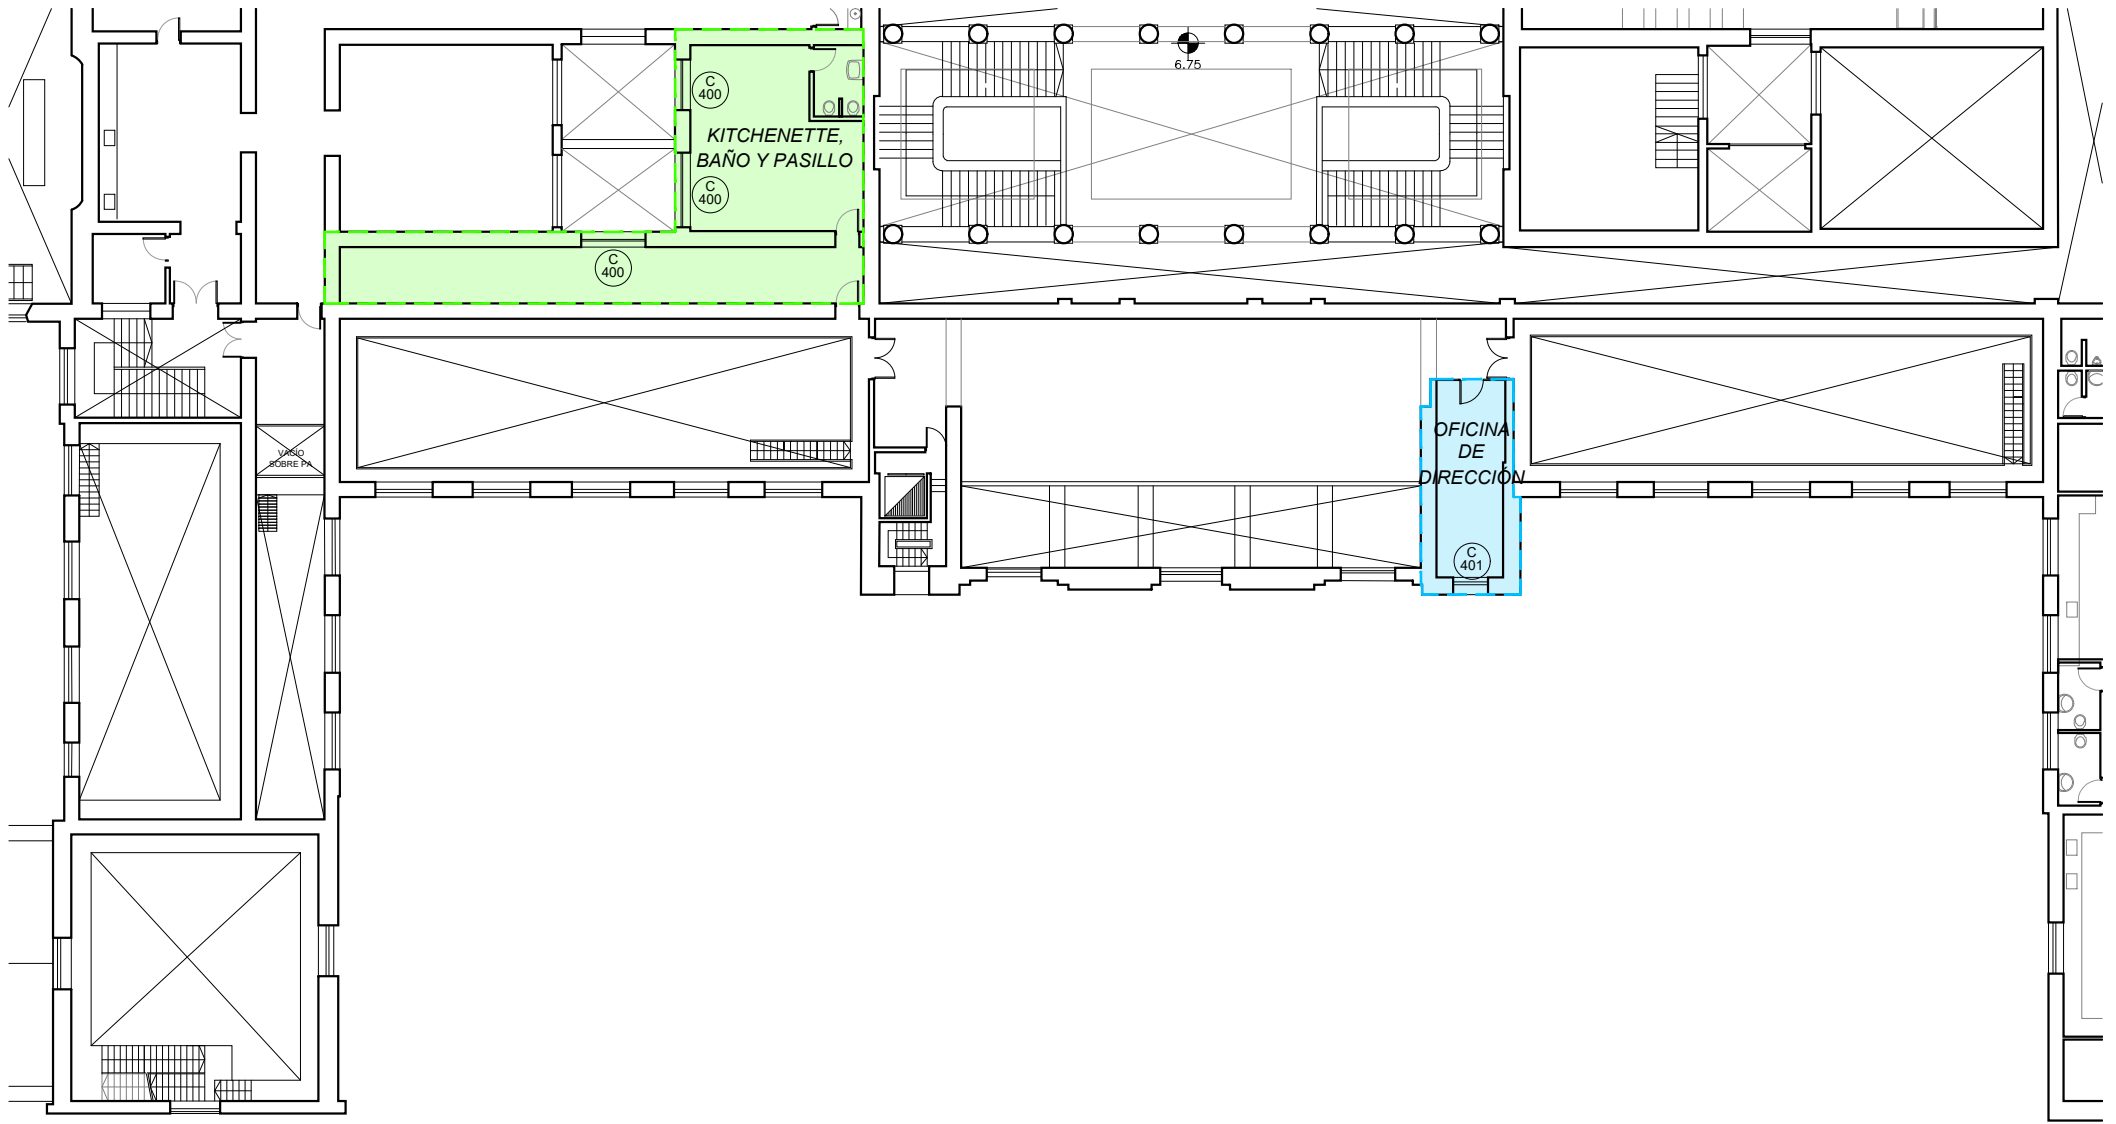 6.75
C
400
KITCHENETTE,
BAÑO Y PASILLO
C
400
C
400
OFICINA
DE
DIRECCIÓN
VACIO
SOBRE PA
C
401